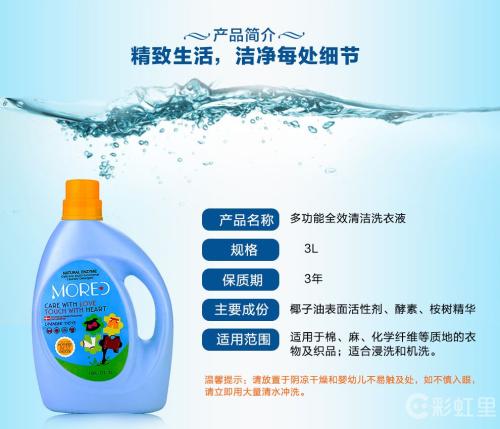 产品简介
精致生活，洁净每处细节
产品名称 多功能全效清洁洗衣液
规格 3L
保质期 3年
主要成份 椰子油表面活性剂、酵素、桉树精华
适用范围 适用于棉、麻、化学纤维等质地的衣
物及织品；适合浸洗和机洗。
温馨提示：请放置于阴凉干燥和婴幼儿不易触及处，如不慎入眼，
请立即用大量清水冲洗。
NATURAL ENZYME
MORE
CARE WITH LOVE
TOUCH WITH HEART
彩虹里